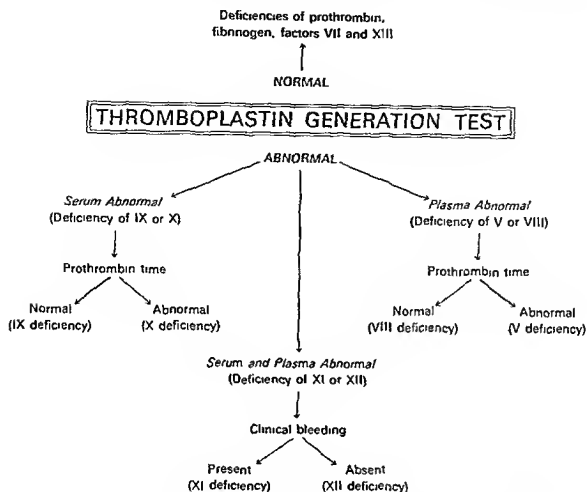 Deficiencies of prothrombin,
fibrinogen, factors VII and XIII
NORMAL
THROMBOPLASTIN GENERATION TEST
ABNORMAL
Serum Abnormal
(Deficiency of IX or X)
Prothrombin time
Normal
(IX deficiency)
Abnormal
(X deficiency)
Plasma Abnormal
(Deficiency of V or VIII)
Prothrombin time
Normal
(VIII deficiency)
Abnormal
(V deficiency)
Serum and Plasma Abnormal
(Deficiency of XI or XII)
Clinical bleeding
Present
(XI deficiency)
Absent
(XII deficiency)